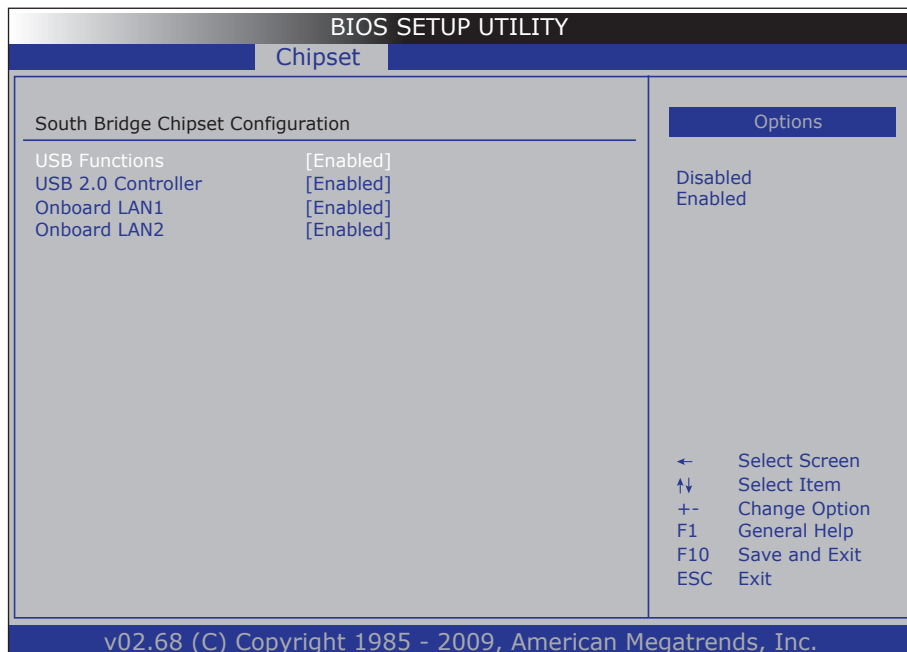 BIOS SETUP UTILITY
Chipset
South Bridge Chipset Configuration
USB Functions [Enabled]
USB 2.0 Controller [Enabled]
Onboard LAN1 [Enabled]
Onboard LAN2 [Enabled]
Options
Disabled
Enabled
← Select Screen
↑↓ Select Item
+- Change Option
F1 General Help
F10 Save and Exit
ESC Exit
v02.68 (C) Copyright 1985 - 2009, American Megatrends, Inc.